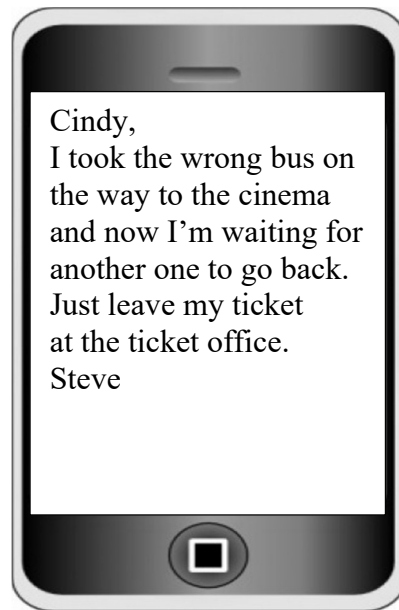 Cindy,
I took the wrong bus on
the way to the cinema
and now I’m waiting for
another one to go back.
Just leave my ticket
at the ticket office.
Steve